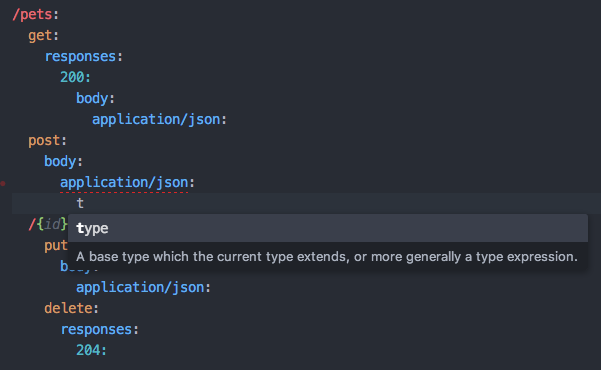 /pets:
get:
responses:
200:
body:
application/json:
post:
body:
application/json:
t
/{id}
type
put
A base type which the current type extends, or more generally a type expression.
application/json:
delete:
responses:
204: